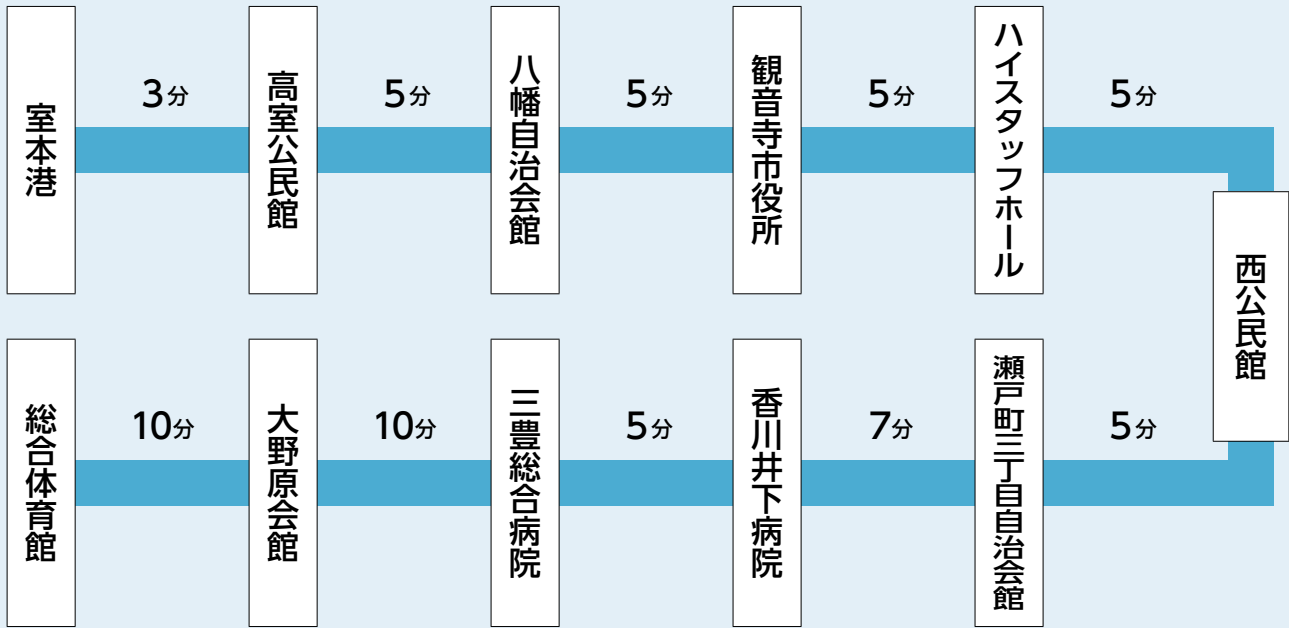 室本港
3分
高室公民館
5分
八幡自治会館
5分
観音寺市役所
5分
ハイスタッフホール
5分
西公民館
総合体育館
10分
大野原会館
10分
三豊総合病院
5分
香川井下病院
7分
瀬戸町三丁目自治会館
5分